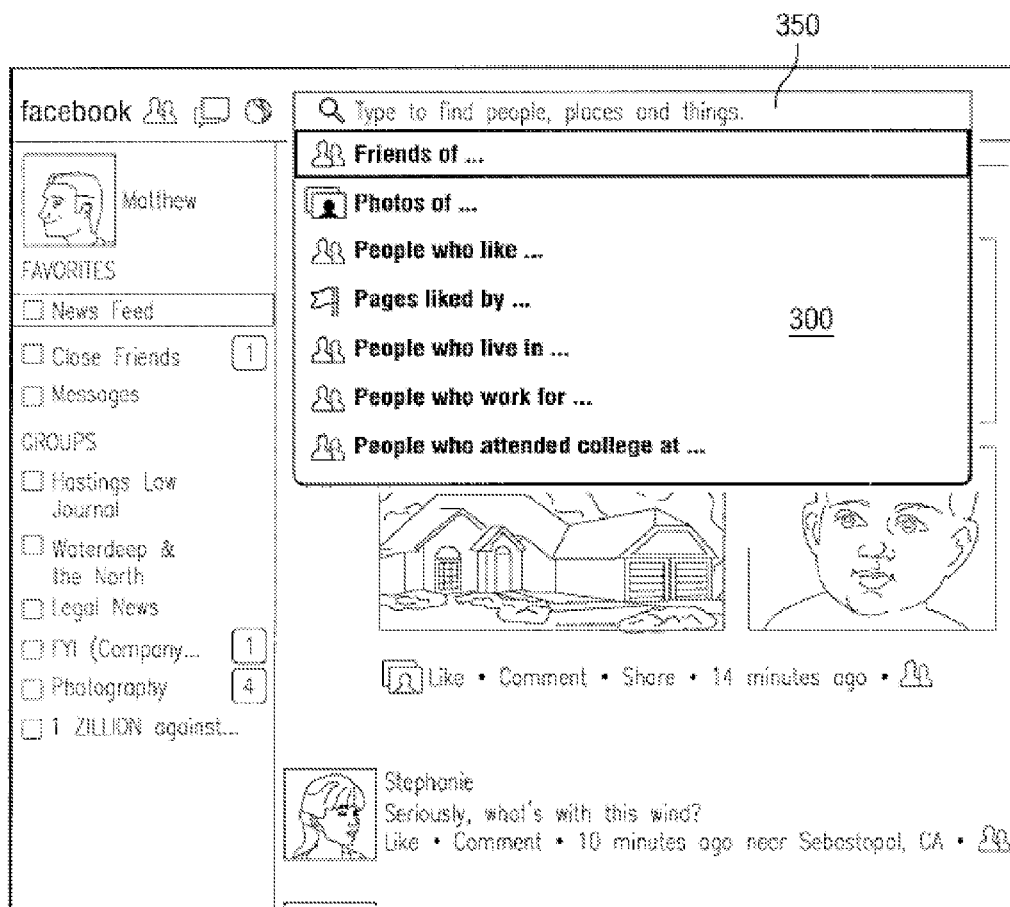 350
facebook
Type to find people, places and things.
Friends of ...
Photos of ...
People who like ...
Pages liked by ...
People who live in ...
People who work for ...
People who attended college at ...
300
Matthew
FAVORITES
News Feed
Close Friends 1
Messages
GROUPS
Hastings Law
Journal
Waterdeep &
the North
Legal News
FYI (Company... 1
Photography 4
1 ZILLION against...
Like • Comment • Share • 14 minutes ago •
Stephanie
Seriously, what's with this wind?
Like • Comment • 10 minutes ago near Sebastopol, CA •